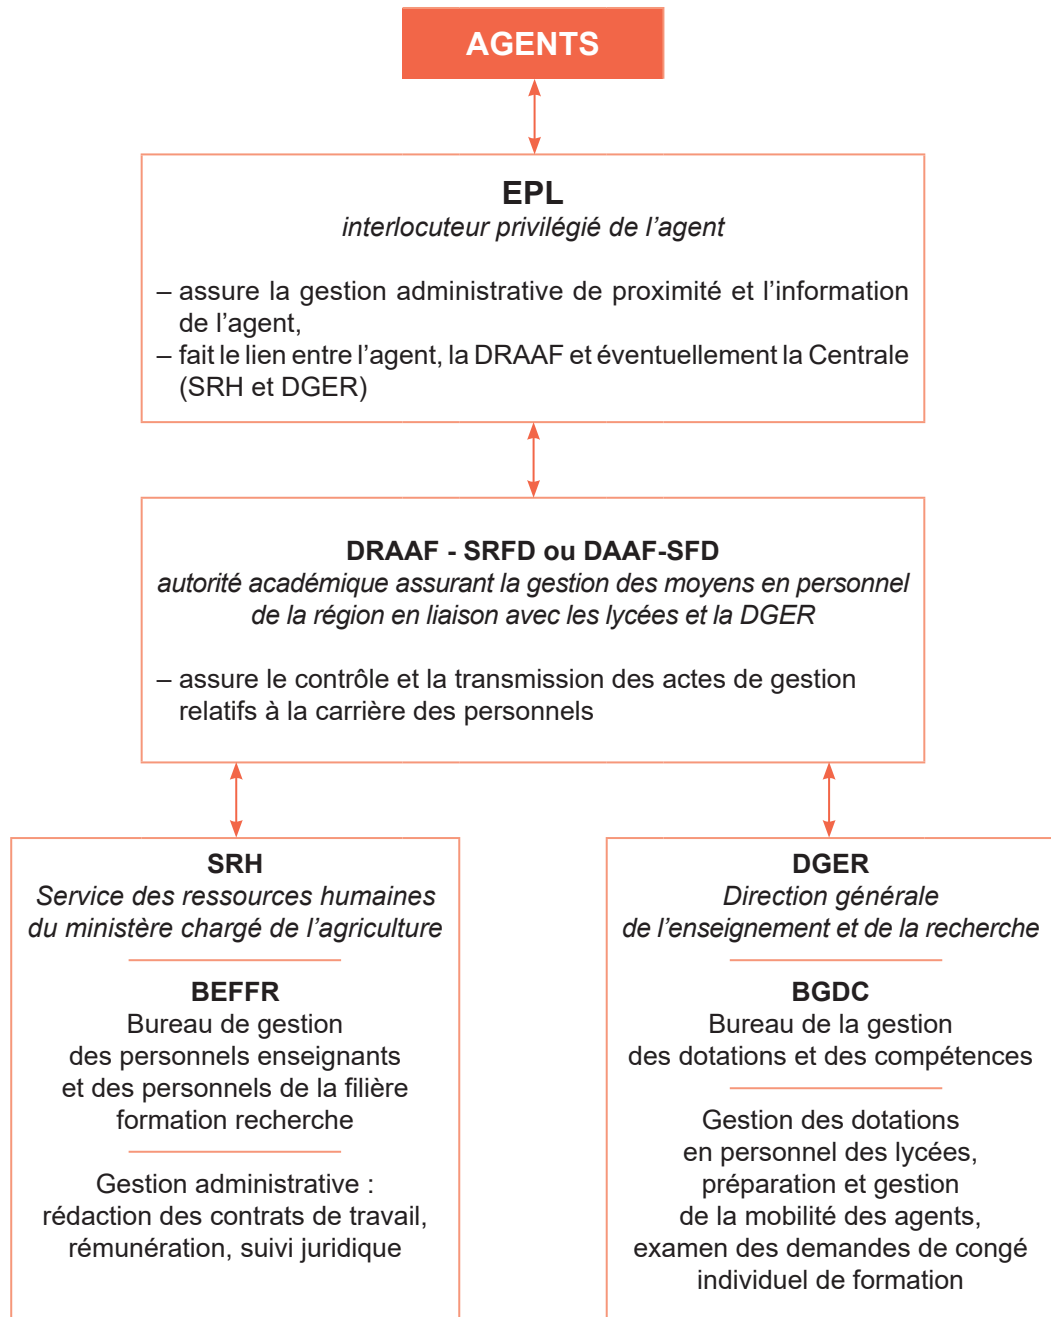 AGENTS
EPL
interlocuteur privilégié de l’agent
– assure la gestion administrative de proximité et l’information
de l’agent,
– fait le lien entre l’agent, la DRAAF et éventuellement la Centrale
(SRH et DGER)
DRAAF - SRFD ou DAAF-SFD
autorité académique assurant la gestion des moyens en personnel
de la région en liaison avec les lycées et la DGER
– assure le contrôle et la transmission des actes de gestion
relatifs à la carrière des personnels
SRH
Service des ressources humaines
du ministère chargé de l’agriculture
BEFFR
Bureau de gestion
des personnels enseignants
et des personnels de la filière
formation recherche
Gestion administrative :
rédaction des contrats de travail,
rémunération, suivi juridique
DGER
Direction générale
de l’enseignement et de la recherche
BGDC
Bureau de la gestion
des dotations et des compétences
Gestion des dotations
en personnel des lycées,
préparation et gestion
de la mobilité des agents,
examen des demandes de congé
individuel de formation